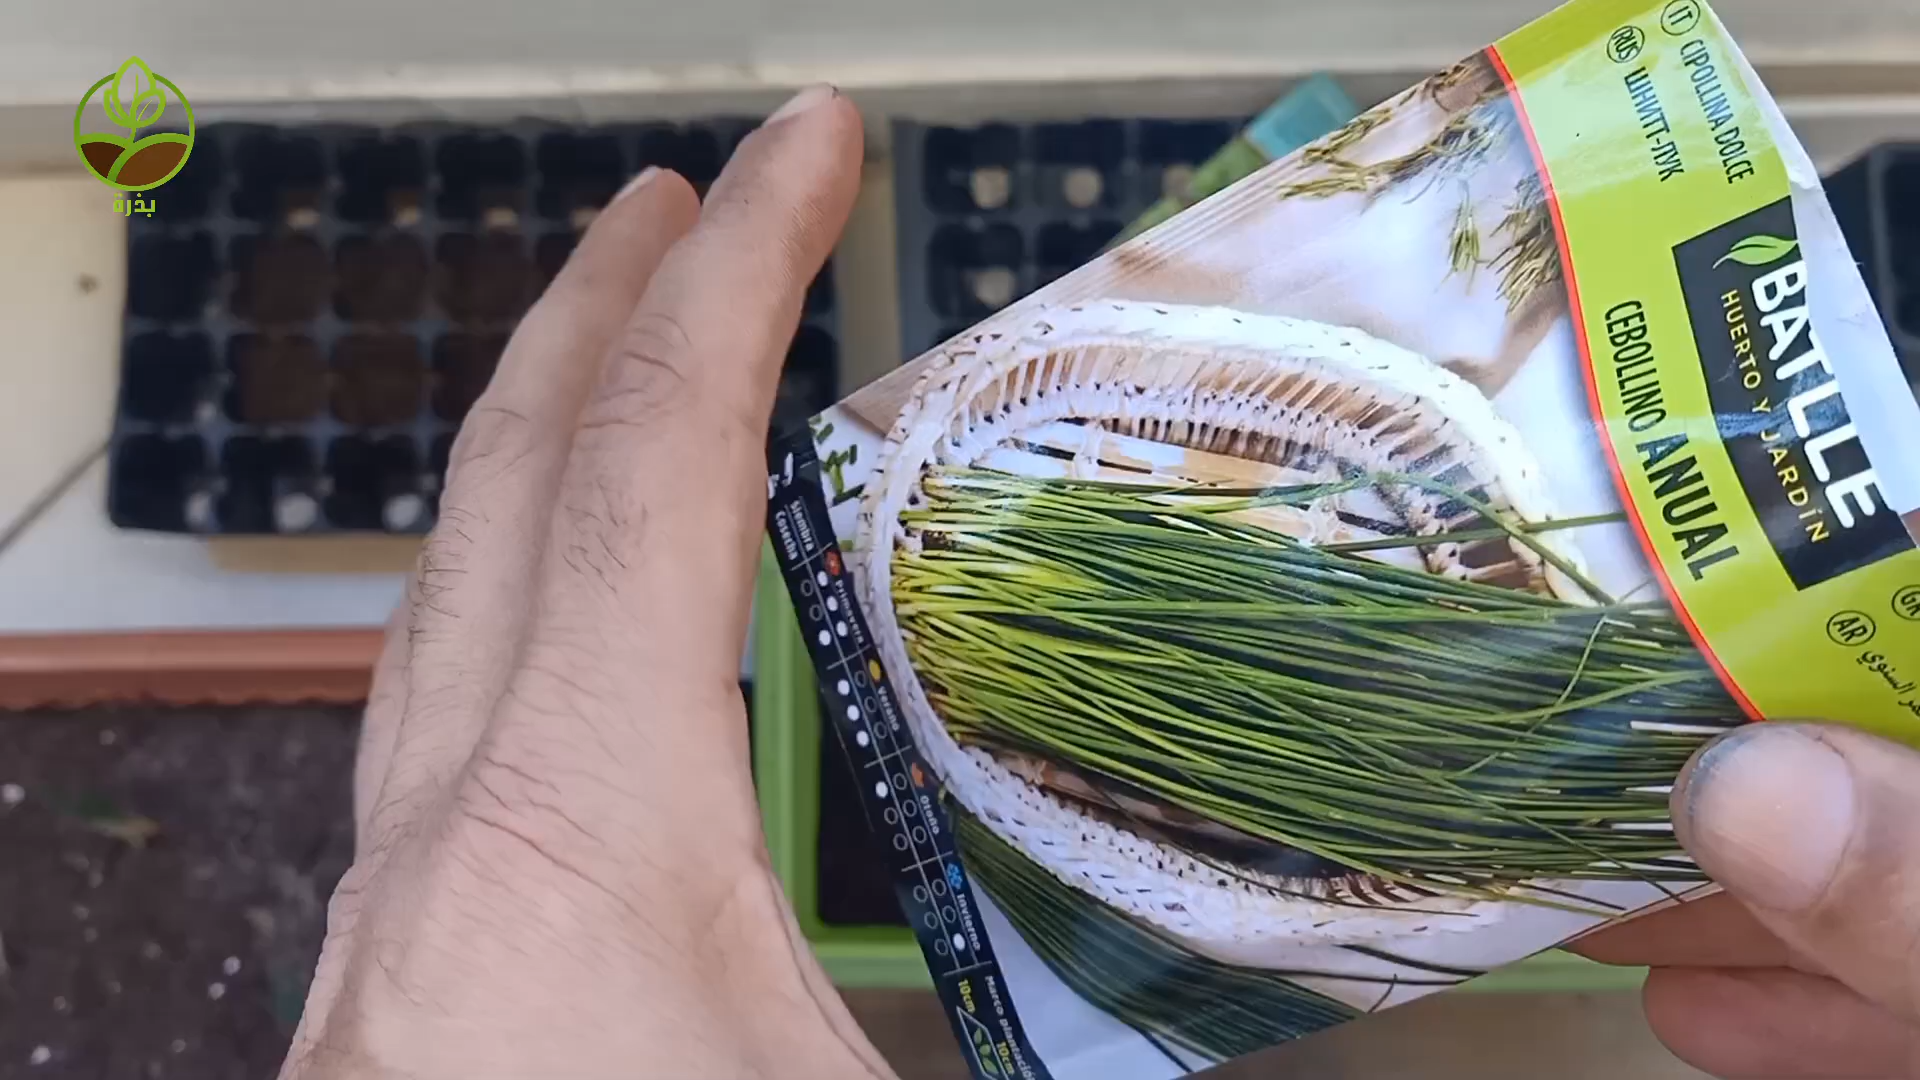 بذرة
IT CIPOLLINA DOLCE
RUS ШНИТТ-ЛУК
BATLLE
HUERTO Y JARDÍN
CEBOLLINO ANUAL
GR
AR
السنوي
Siembra
Cosecha
Primavera
Verano
Otoño
Invierno
Marco plantación
10cm
10cm